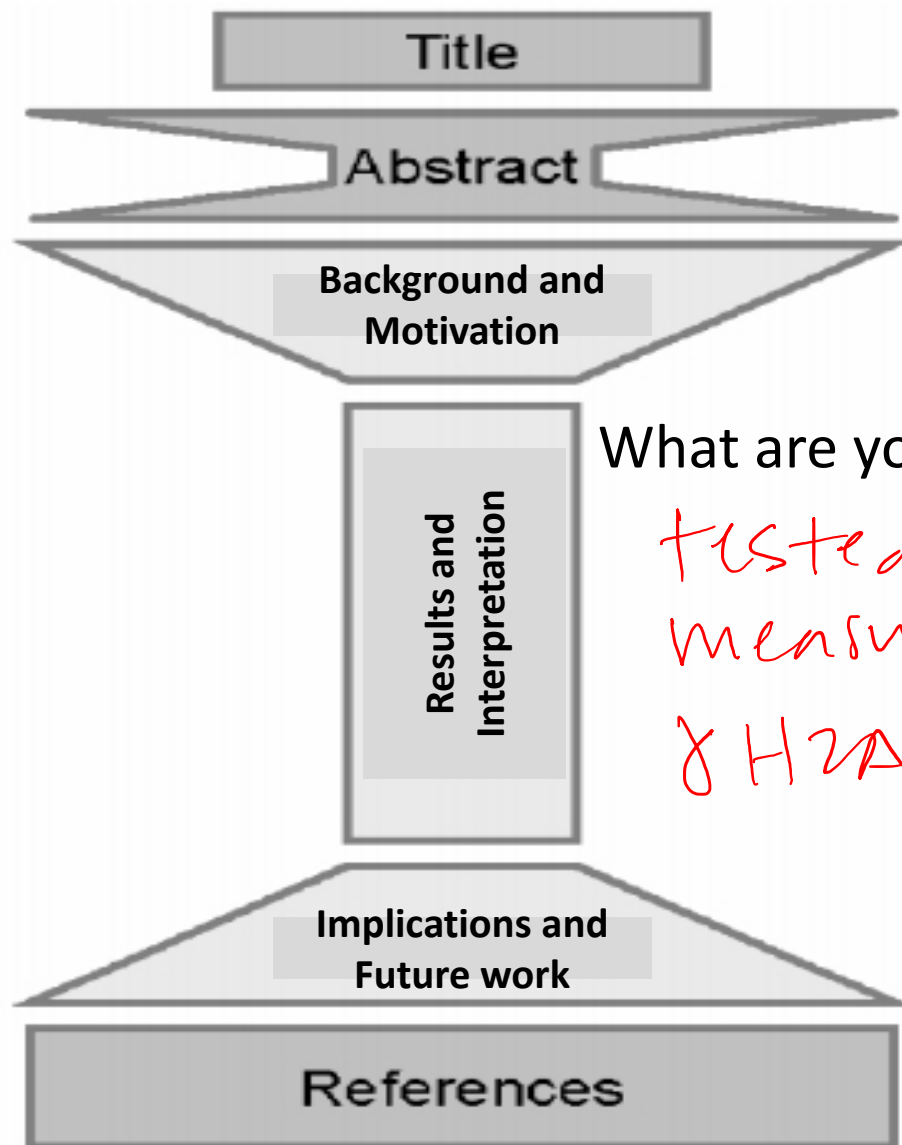 Title
Abstract
Background and
Motivation
What are yo
Results and
Interpretation
teste
measu
γH2A
Implications and
Future work
References